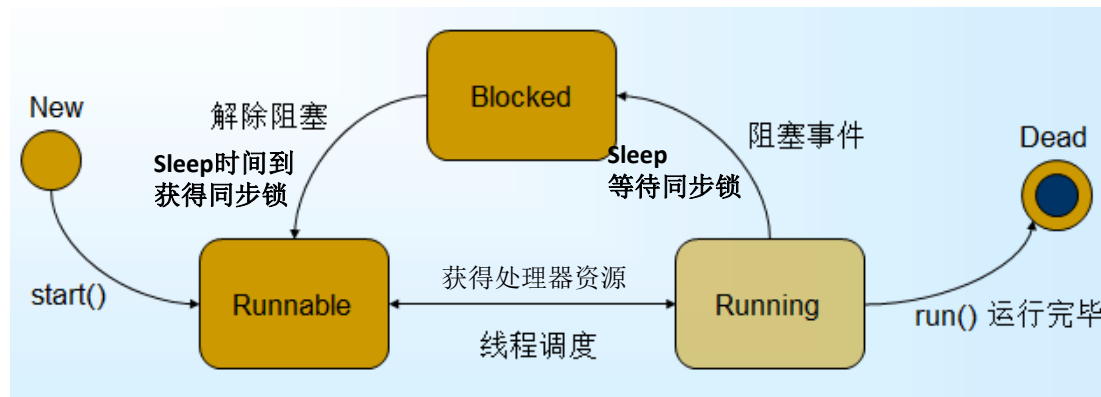 Blocked
New
解除阻塞
阻塞事件
Dead
Sleep时间到
获得同步锁
Sleep
等待同步锁
start()
Runnable
获得处理器资源
线程调度
Running
run() 运行完毕